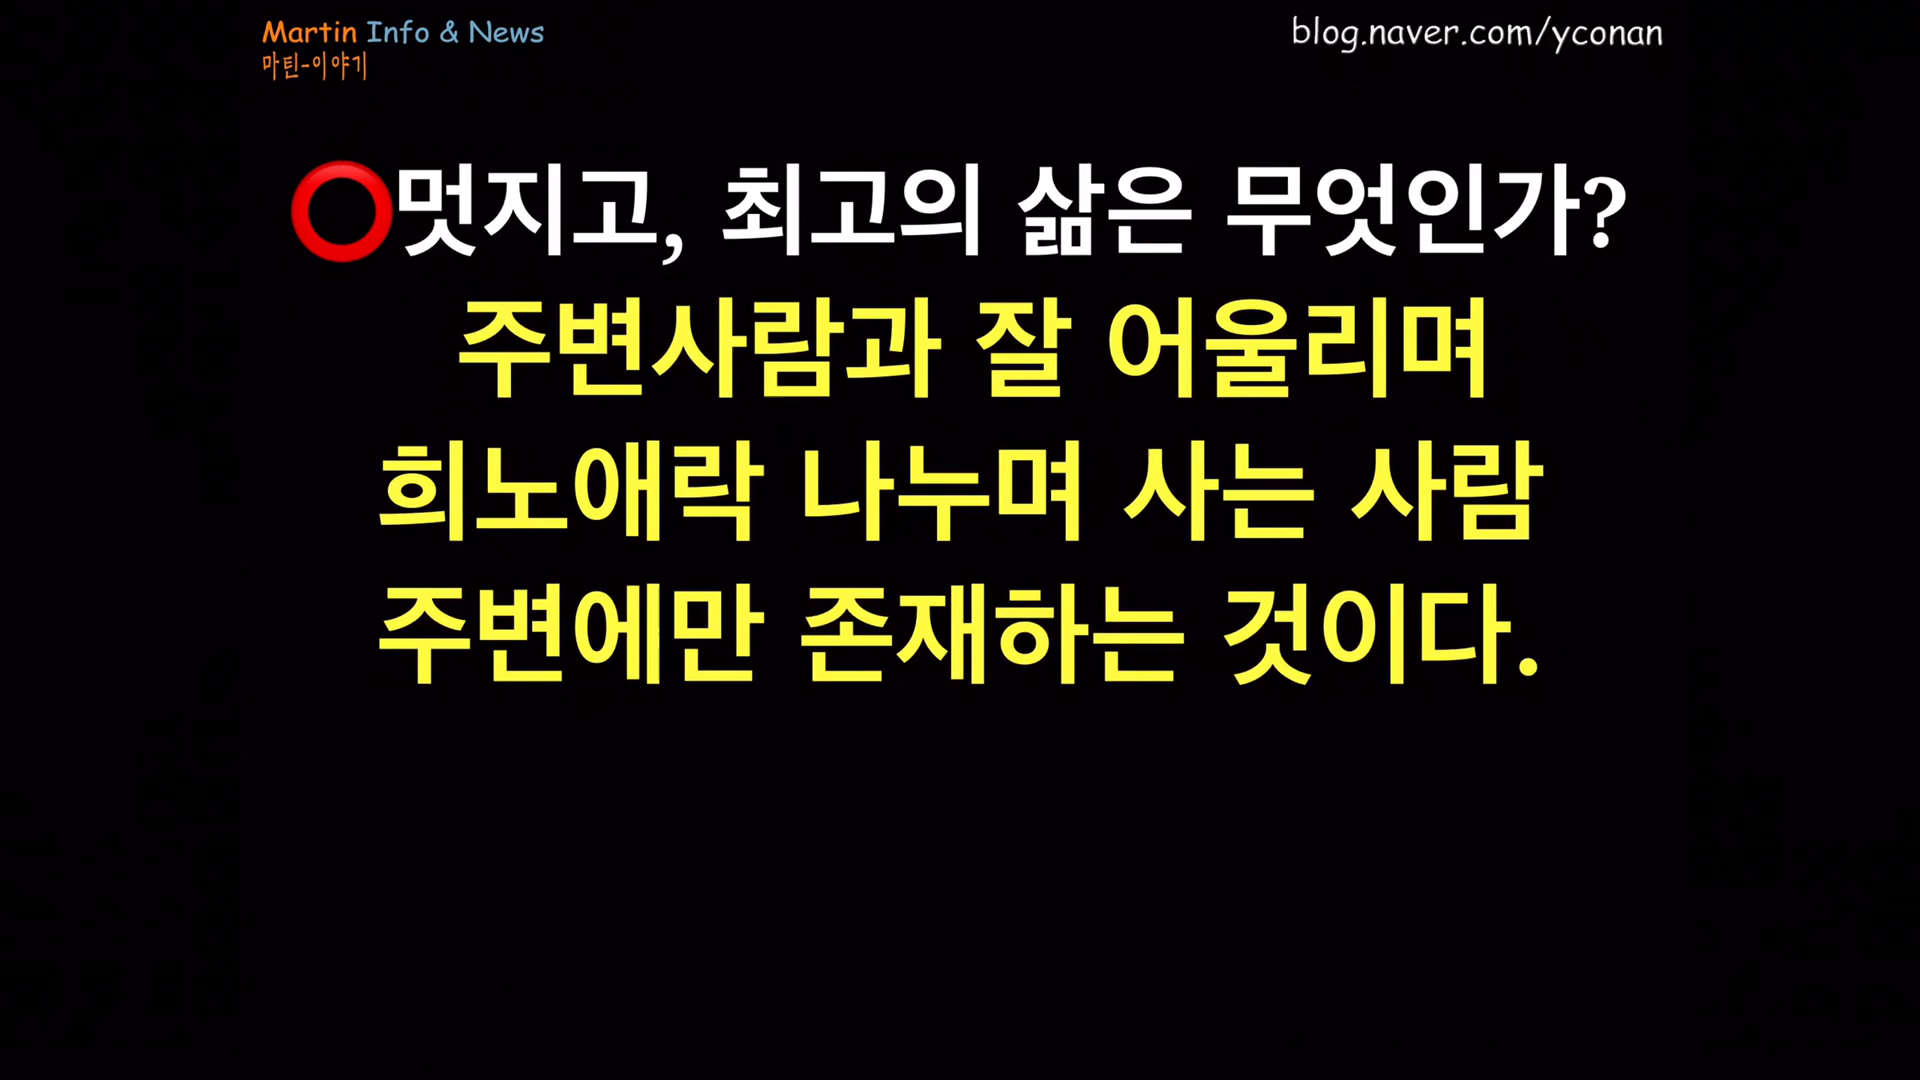 Martin Info & News
마틴-이야기
blog.naver.com/yconan
⭕멋지고, 최고의 삶은 무엇인가?
주변사람과 잘 어울리며
희노애락 나누며 사는 사람
주변에만 존재하는 것이다.